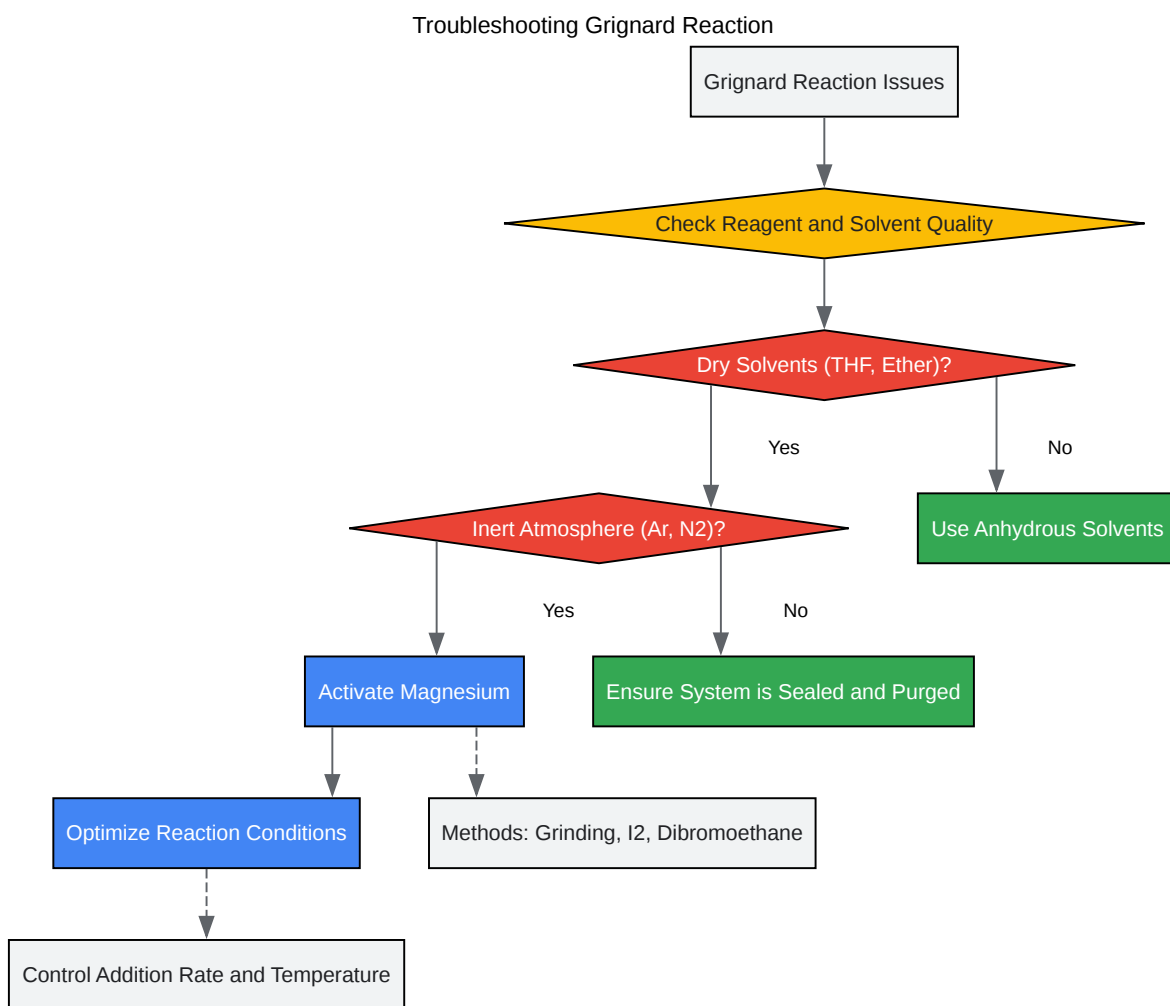 Troubleshooting Grignard Reaction
Grignard Reaction Issues
Check Reagent and Solvent Quality
Dry Solvents (THF, Ether)?
Yes
No
Inert Atmosphere (Ar, N2)?
Use Anhydrous Solvents
Yes
No
Activate Magnesium
Ensure System is Sealed and Purged
Optimize Reaction Conditions
Methods: Grinding, I2, Dibromoethane
Control Addition Rate and Temperature